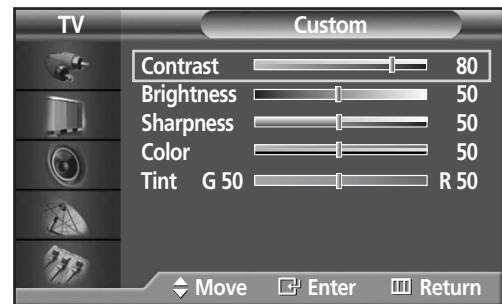 TV Custom
Contrast 80
Brightness 50
Sharpness 50
Color 50
Tint G 50 R 50
Move Enter Return